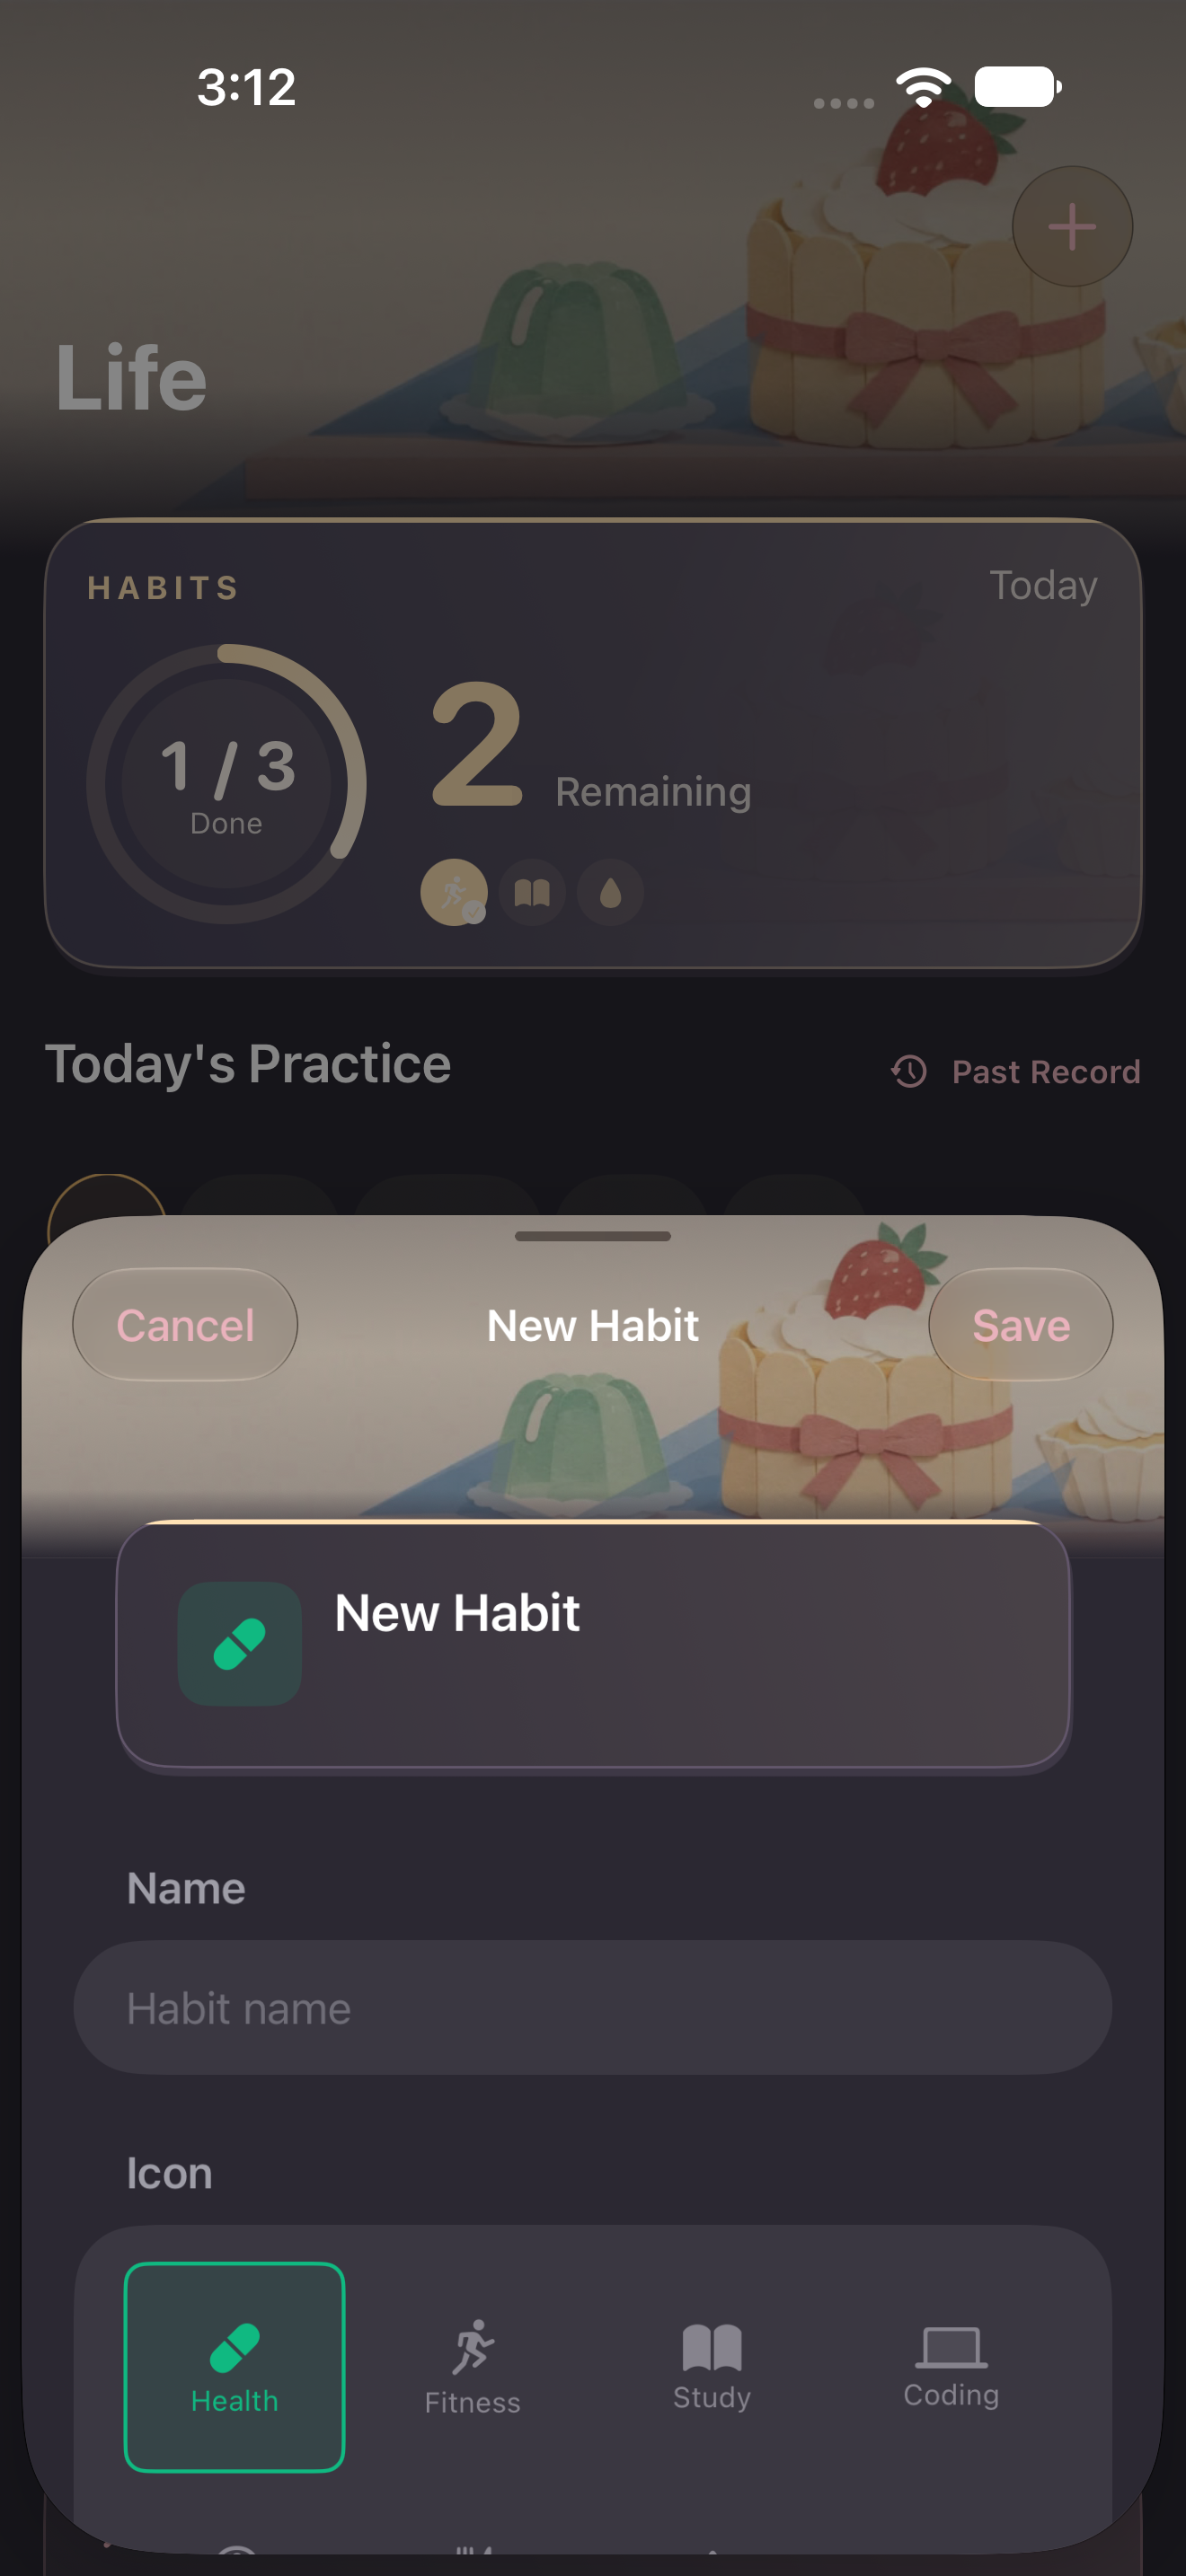 3:12
Life
HABITS
Today
1 / 3
Done
2 Remaining
Today's Practice
Past Record
Cancel
New Habit
Save
New Habit
Name
Habit name
Icon
Health
Fitness
Study
Coding